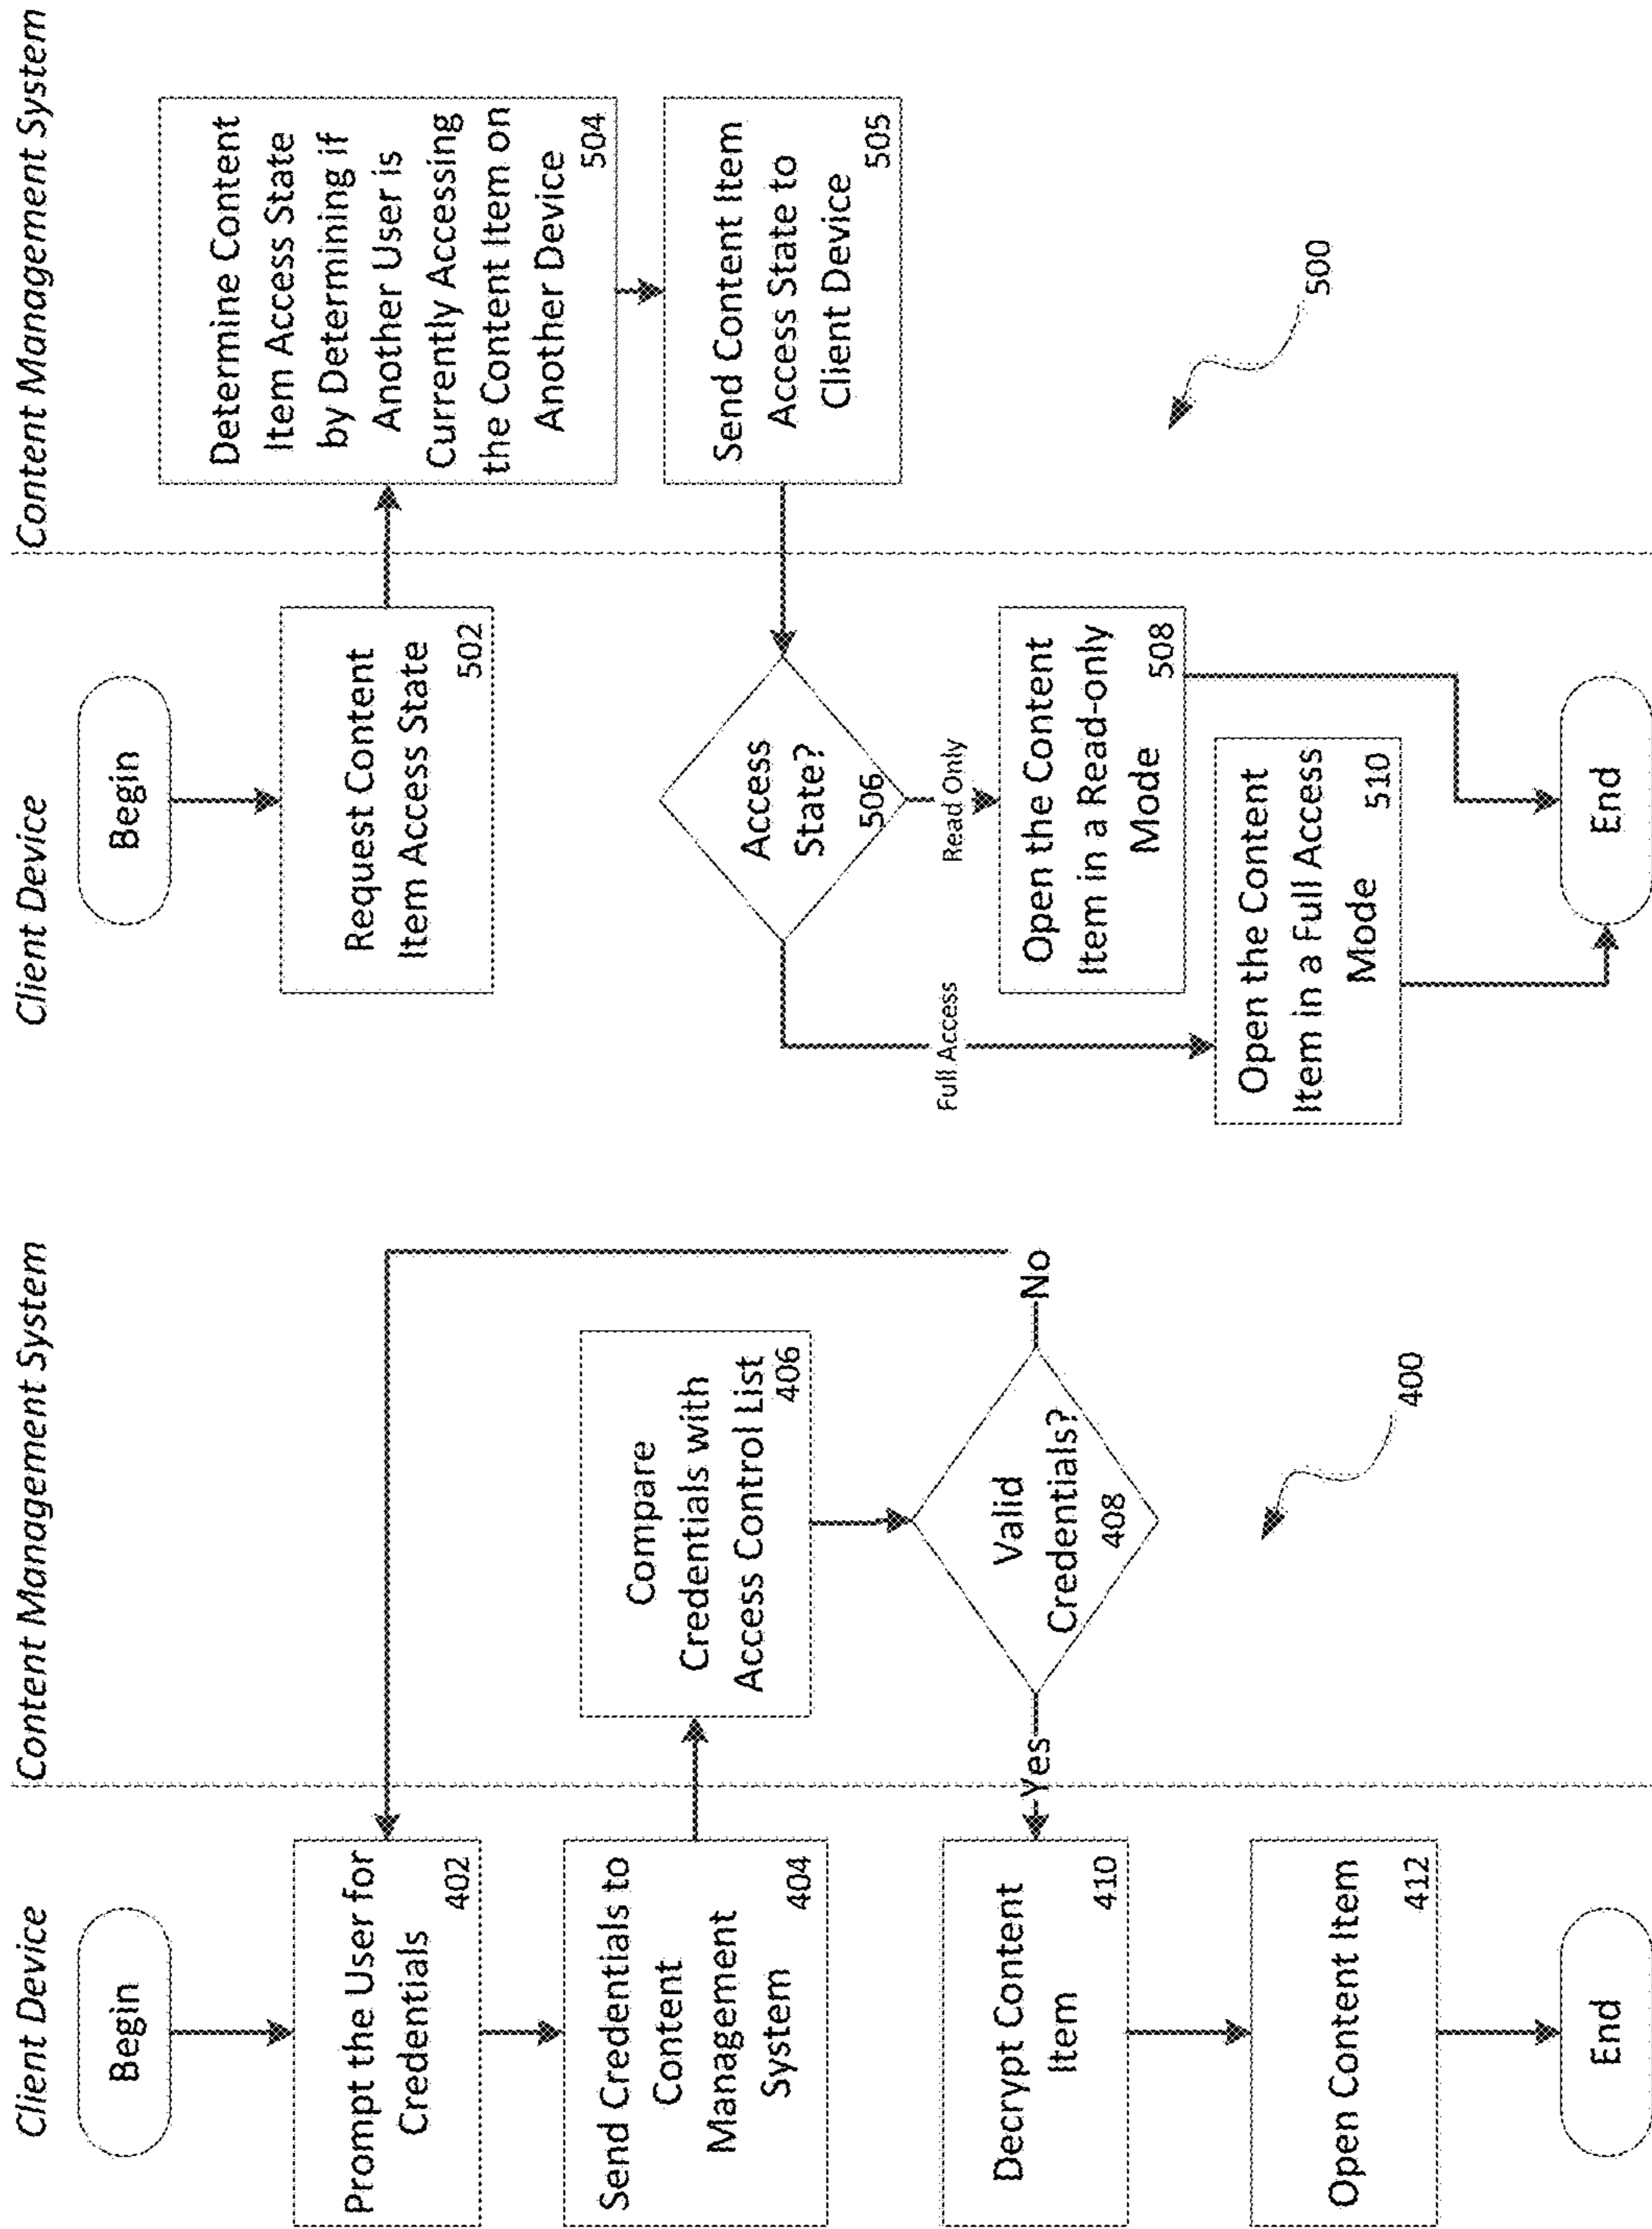 Client Device
Content Management System
Begin
Prompt the User for
Credentials
402
Send Credentials to
Content
Management
System
404
Compare
Credentials with
Access Control List
406
Valid
Credentials?
408
No
Yes
Decrypt Content
Item
410
Open Content Item
412
End
400
Client Device
Content Management System
Begin
Request Content
Item Access State
502
Determine Content
Item Access State
by Determining if
Another User is
Currently Accessing
the Content Item on
Another Device
504
Send Content Item
Access State to
Client Device
505
Access
State?
506
Full Access
Read Only
Open the Content
Item in a Read-only
Mode
508
Open the Content
Item in a Full Access
Mode
510
End
500